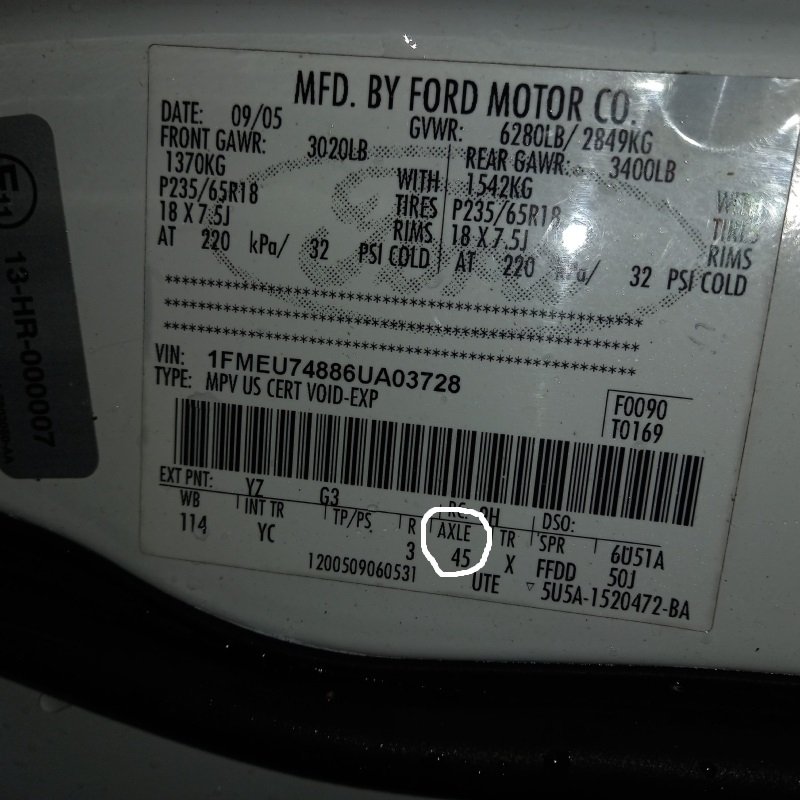 MFD. BY FORD MOTOR CO.
DATE: 09/05 GVWR: 6280LB/ 2849KG
FRONT GAWR: 3020LB REAR GAWR: 3400LB
1370KG WITH 1542KG WITH
P235/65R18 TIRES P235/65R18 TIRES
18 X 7.5J RIMS 18 X 7.5J RIMS
AT 220 kPa/ 32 PSI COLD AT 220 kPa/ 32 PSI COLD
VIN: 1FMEU74886UA03728
TYPE: MPV US CERT VOID-EXP
F0090
T0169
EXT PNT: YZ G3 RC: OH DSO:
WB INT TR TP/PS R AXLE TR SPR 6U51A
114 YC 3 45 X FFDD 50J
1200509060531 UTE ▽ 5U5A-1520472-BA
E11
13-HR-000007